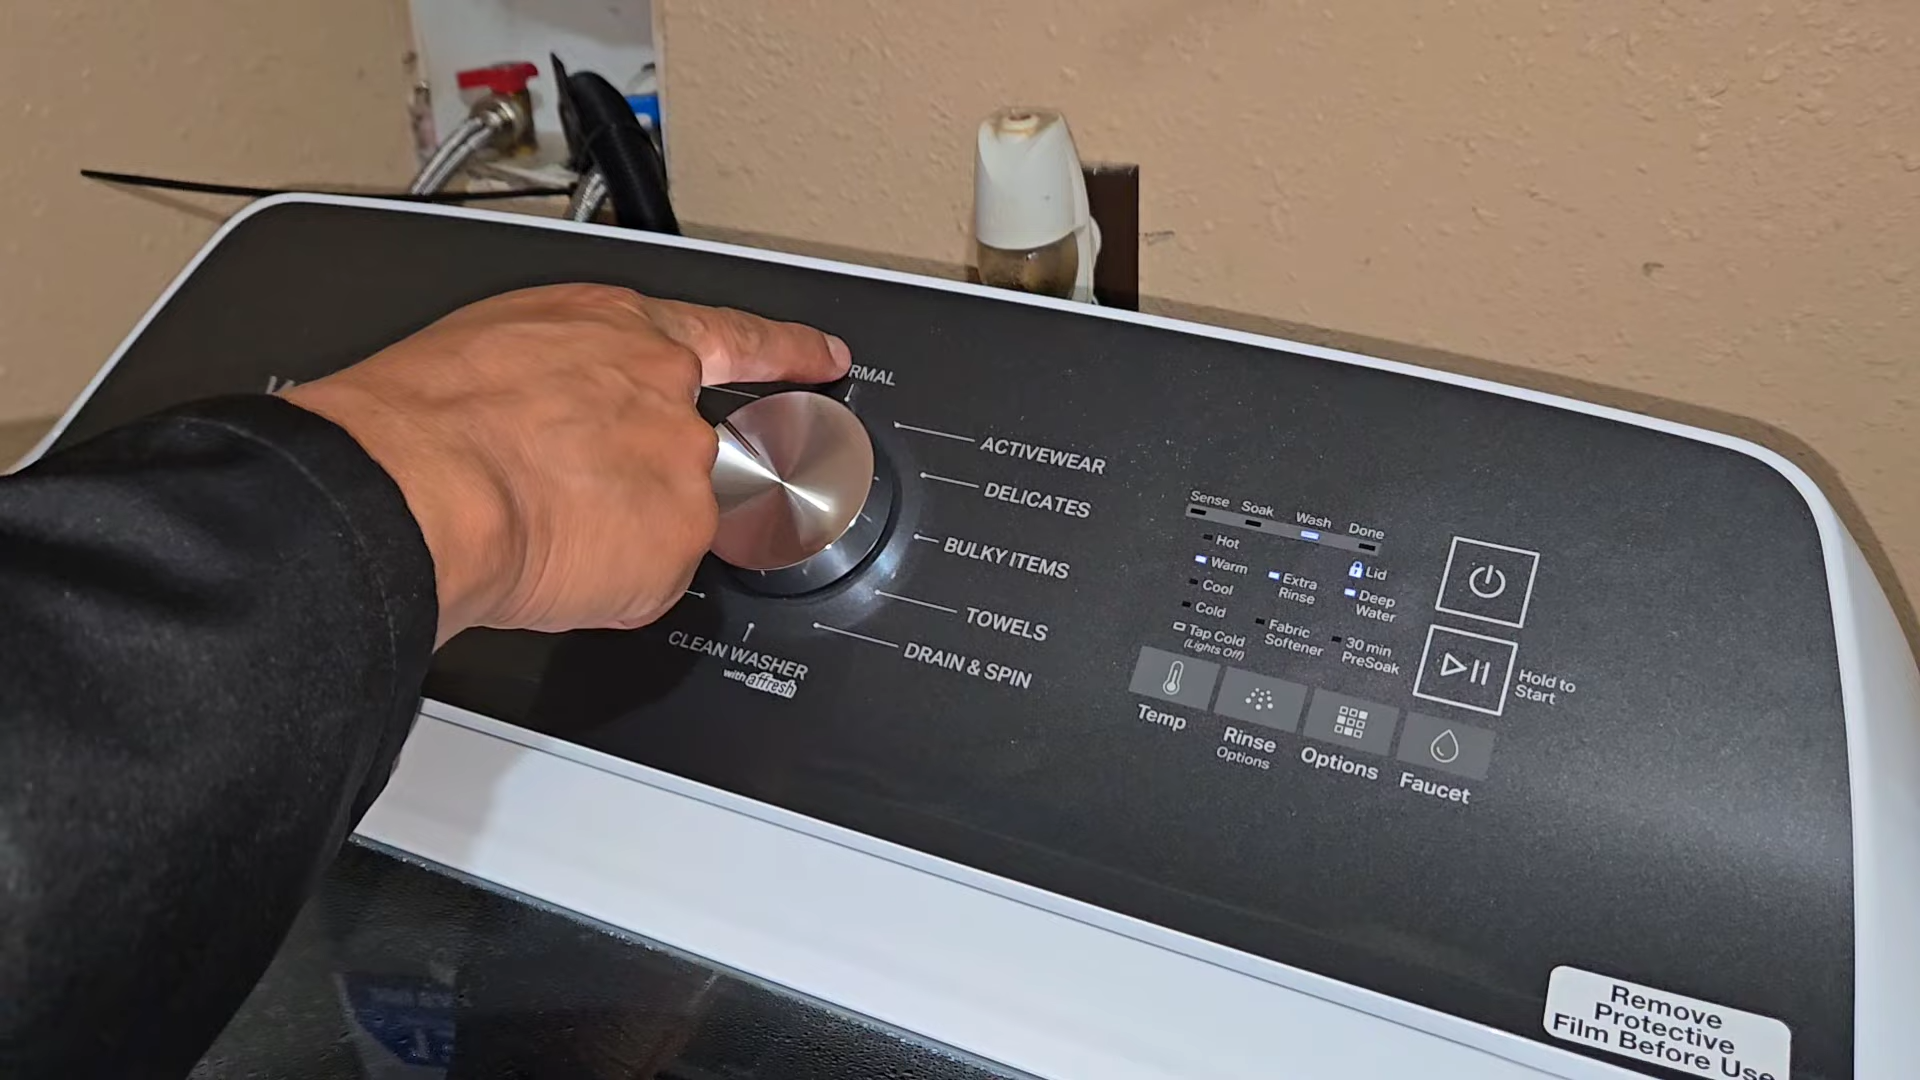 RMAL
ACTIVEWEAR
DELICATES
BULKY ITEMS
TOWELS
DRAIN & SPIN
CLEAN WASHER
with affresh
Sense Soak Wash Done
Hot
Warm
Cool
Cold
Tap Cold
(Lights Off)
Extra
Rinse
Fabric
Softener
Lid
Deep
Water
30 min
PreSoak
Hold to
Start
Temp
Rinse
Options
Options
Faucet
Remove
Protective
Film Before Use